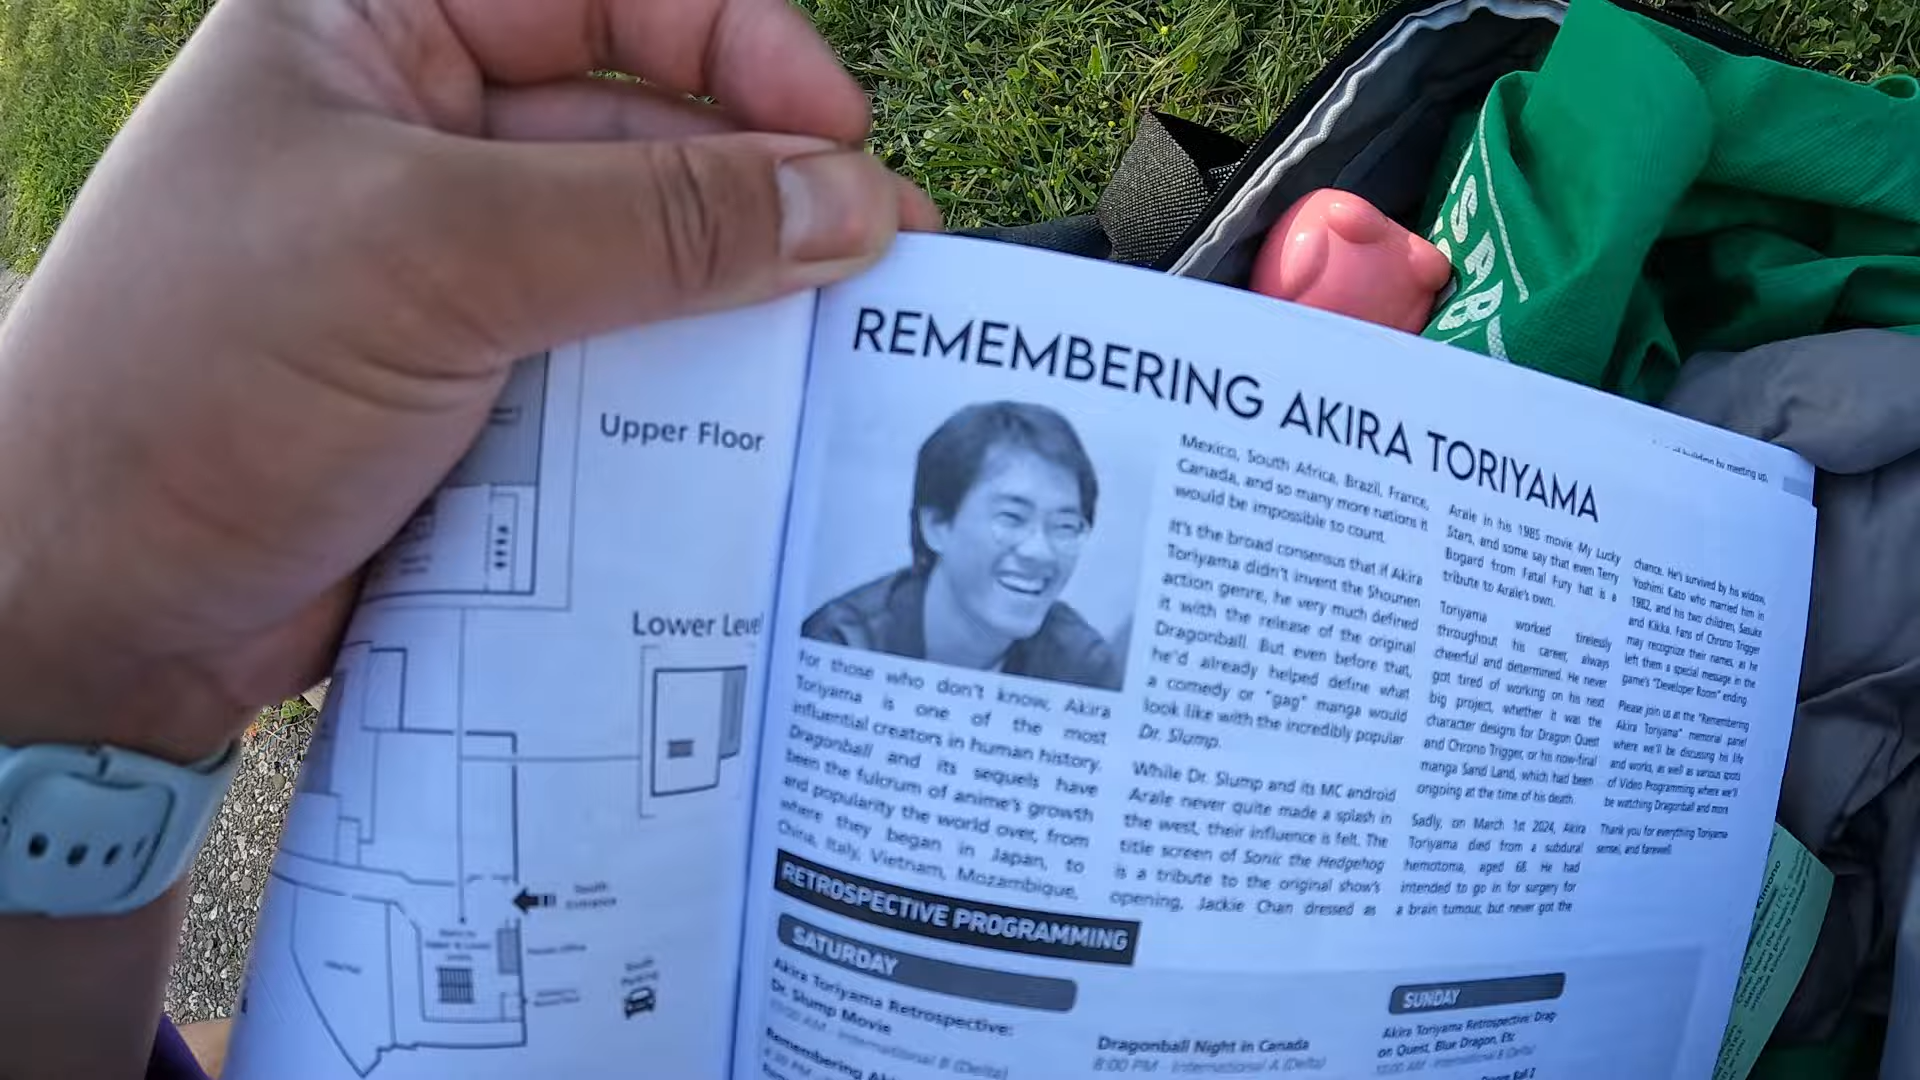 Upper Floor
Lower Level
South
Entrance
South
Parking
REMEMBERING AKIRA TORIYAMA
For those who don't know, Akira
Toriyama is one of the most
influential creators in human history.
Dragonball and its sequels have
been the fulcrum of anime's growth
and popularity the world over, from
where they began in Japan, to
China, Italy, Vietnam, Mozambique,
Mexico, South Africa, Brazil, France,
Canada, and so many more nations it
would be impossible to count.
It's the broad consensus that if Akira
Toriyama didn't invent the Shounen
action genre, he very much defined
it with the release of the original
Dragonball. But even before that,
he'd already helped define what
a comedy or "gag" manga would
look like with the incredibly popular
Dr. Slump.
While Dr. Slump and its MC android
Arale never quite made a splash in
the west, their influence is felt. The
title screen of Sonic the Hedgehog
is a tribute to the original show's
opening, Jackie Chan dressed as
Arale in his 1985 movie My Lucky
Stars, and some say that even Terry
Bogard from Fatal Fury hat is a
tribute to Arale's own.
Toriyama worked tirelessly
throughout his career, always
cheerful and determined. He never
got tired of working on his next
big project, whether it was the
character designs for Dragon Quest
and Chrono Trigger, or his now-final
manga Sand Land, which had been
ongoing at the time of his death.
Sadly, on March 1st 2024, Akira
Toriyama died from a subdural
hemotoma, aged 68. He had
intended to go in for surgery for
a brain tumour, but never got the
chance. He's survived by his widow,
Yoshimi Kato who married him in
1982, and his two children, Sasuke
and Kikka. Fans of Chrono Trigger
may recognize their names, as he
left them a special message in the
game's "Developer Room" ending.
Please join us at the "Remembering
Akira Toriyama" memorial panel
where we'll be discussing his life
and works, as well as various spots
of Video Programming where we'll
be watching Dragonball and more.
Thank you for everything Toriyama
sensei, and farewell.
RETROSPECTIVE PROGRAMMING
SATURDAY
Akira Toriyama Retrospective:
Dr. Slump Movie
International B (Delta)
Dragonball Night in Canada
8:00 PM - International A (Delta)
SUNDAY
Akira Toriyama Retrospective: Drag-
on Quest, Blue Dragon, Etc
10:00 AM - International B (Delta)
building by meeting up,